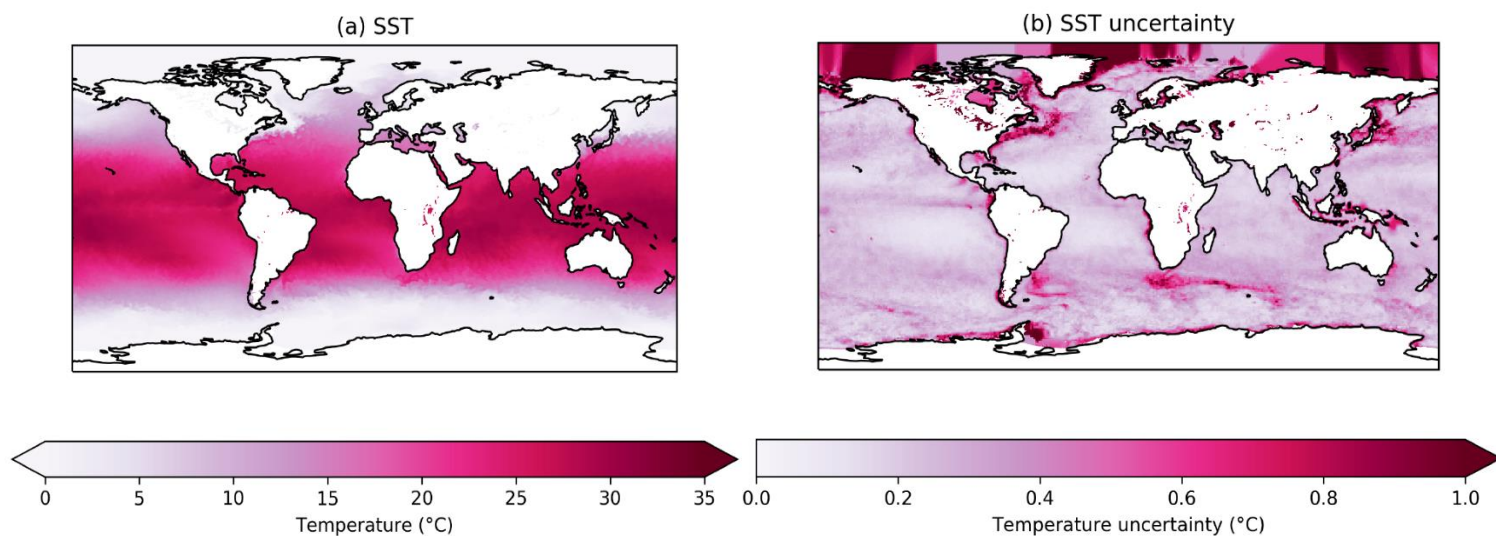 (a) SST
(b) SST uncertainty
0 5 10 15 20 25 30 35
Temperature (°C)
0.0 0.2 0.4 0.6 0.8 1.0
Temperature uncertainty (°C)